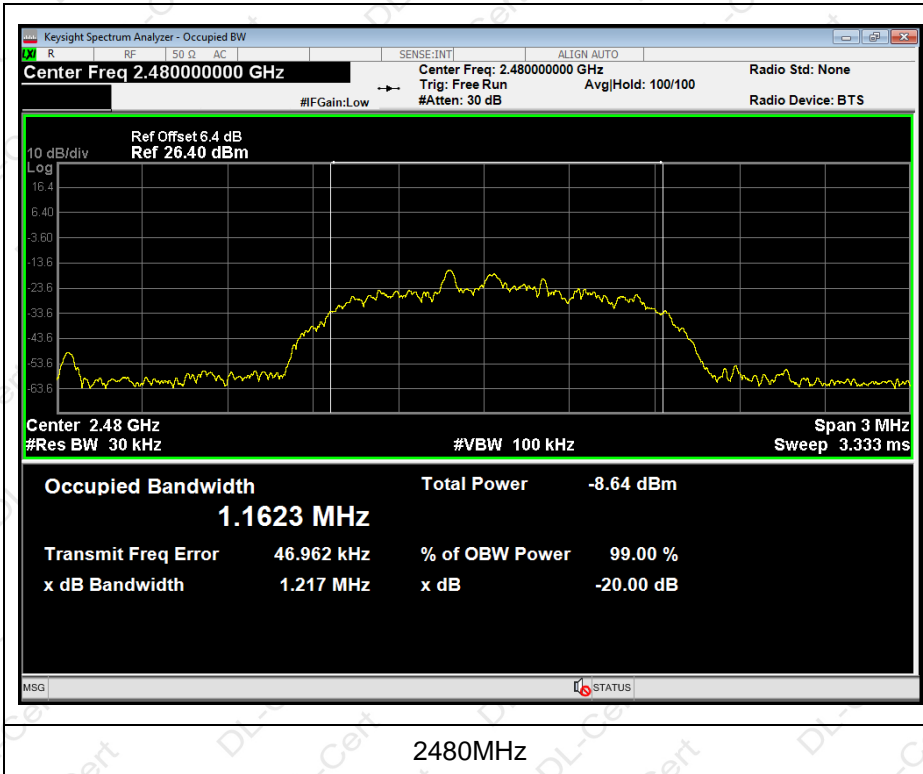 Keysight Spectrum Analyzer - Occupied BW
LXI R RF 50 Ω AC SENSE:INT ALIGN AUTO
Center Freq 2.480000000 GHz Center Freq: 2.480000000 GHz Radio Std: None
Trig: Free Run Avg|Hold: 100/100
#IFGain:Low #Atten: 30 dB Radio Device: BTS
Ref Offset 6.4 dB
10 dB/div Ref 26.40 dBm
Log
16.4
6.40
-3.60
-13.6
-23.6
-33.6
-43.6
-53.6
-63.6
Center 2.48 GHz Span 3 MHz
#Res BW 30 kHz #VBW 100 kHz Sweep 3.333 ms
Occupied Bandwidth Total Power -8.64 dBm
1.1623 MHz
Transmit Freq Error 46.962 kHz % of OBW Power 99.00 %
x dB Bandwidth 1.217 MHz x dB -20.00 dB
MSG STATUS
2480MHz
DL-Cert